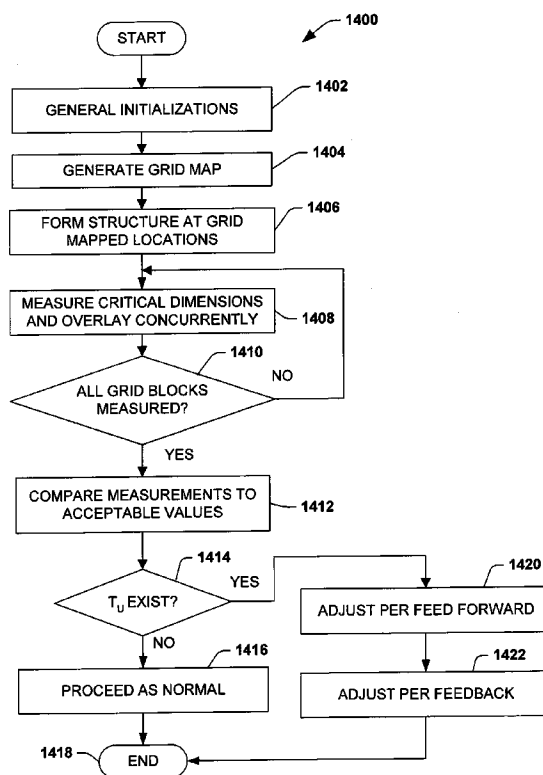 1400
START
1402
GENERAL INITIALIZATIONS
1404
GENERATE GRID MAP
1406
FORM STRUCTURE AT GRID
MAPPED LOCATIONS
MEASURE CRITICAL DIMENSIONS
AND OVERLAY CONCURRENTLY
1408
1410
NO
ALL GRID BLOCKS
MEASURED?
YES
COMPARE MEASUREMENTS TO
ACCEPTABLE VALUES
1412
1414
YES
TU EXIST?
NO
1420
ADJUST PER FEED FORWARD
1416
PROCEED AS NORMAL
1422
ADJUST PER FEEDBACK
1418
END